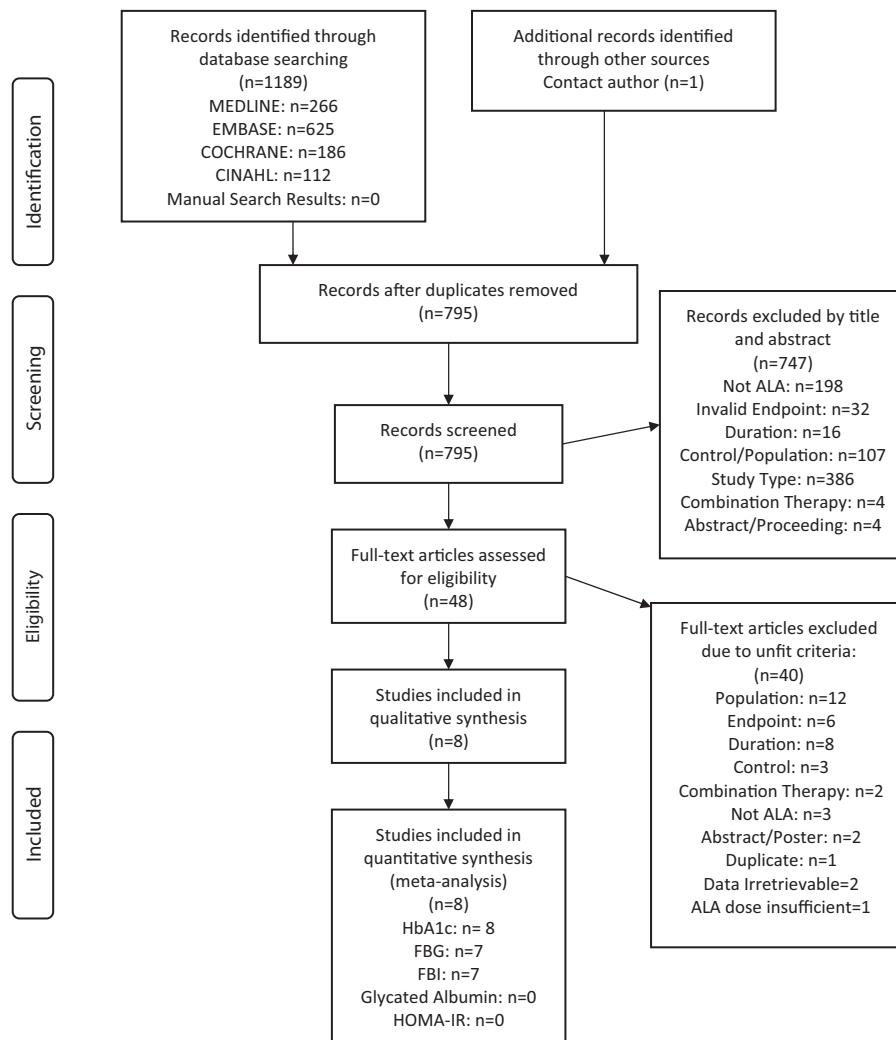 Records identified through
database searching
(n=1189)
MEDLINE: n=266
EMBASE: n=625
COCHRANE: n=186
CINAHL: n=112
Manual Search Results: n=0
Additional records identified
through other sources
Contact author (n=1)
Identification
Records after duplicates removed
(n=795)
Screening
Records screened
(n=795)
Records excluded by title
and abstract
(n=747)
Not ALA: n=198
Invalid Endpoint: n=32
Duration: n=16
Control/Population: n=107
Study Type: n=386
Combination Therapy: n=4
Abstract/Proceeding: n=4
Eligibility
Full-text articles assessed
for eligibility
(n=48)
Full-text articles excluded
due to unfit criteria:
(n=40)
Population: n=12
Endpoint: n=6
Duration: n=8
Control: n=3
Combination Therapy: n=2
Not ALA: n=3
Abstract/Poster: n=2
Duplicate: n=1
Data Irretrievable=2
ALA dose insufficient=1
Studies included in
qualitative synthesis
(n=8)
Included
Studies included in
quantitative synthesis
(meta-analysis)
(n=8)
HbA1c: n= 8
FBG: n=7
FBI: n=7
Glycated Albumin: n=0
HOMA-IR: n=0